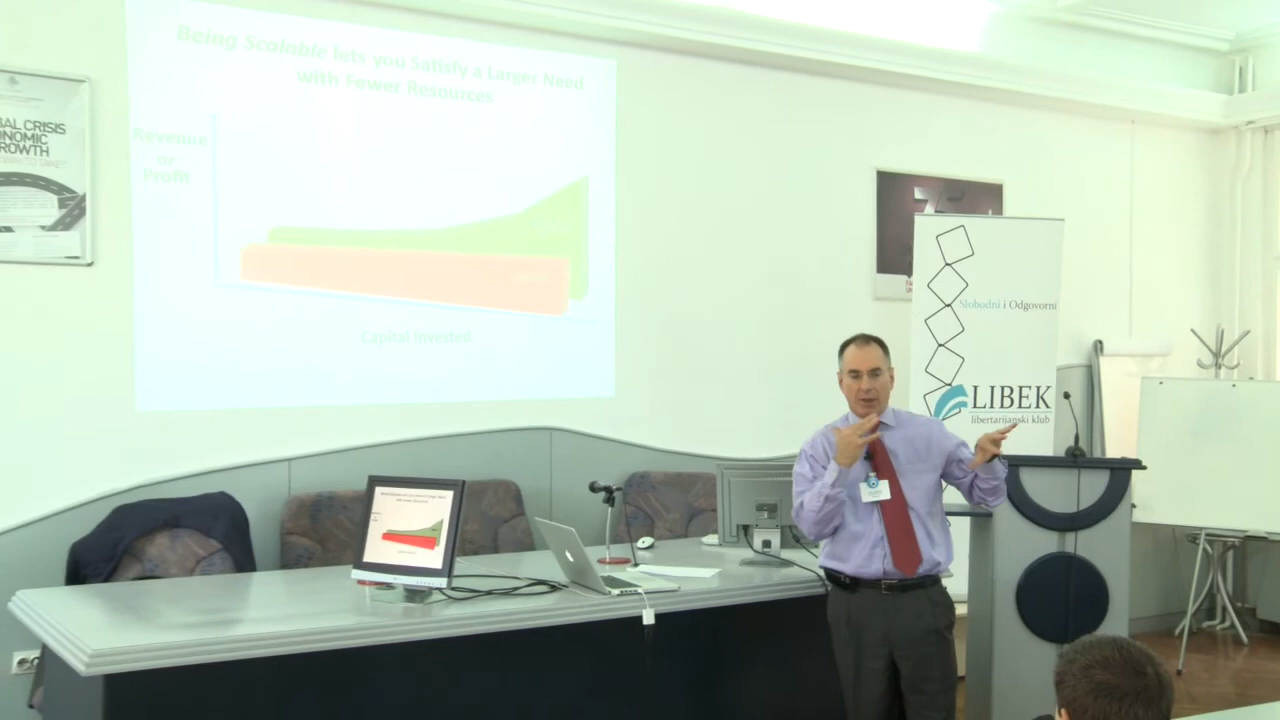 Being Scalable lets you Satisfy a Larger Need
with Fewer Resources
Revenue
or
Profit
Capital Invested
BAL CRISIS
NOMIC
ROWTH
Slobodni i Odgovorni
LIBEK
libertarijanski klub